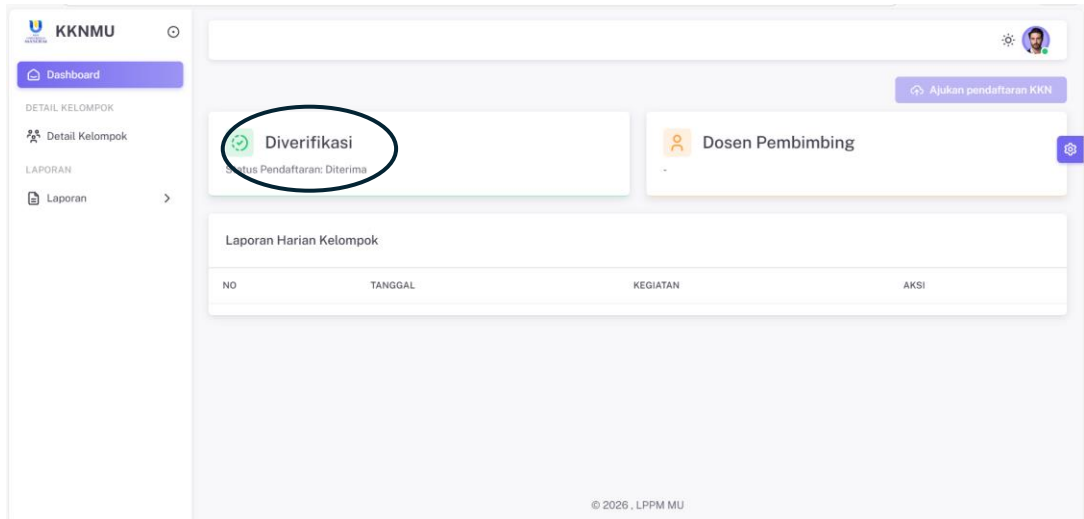 KKNMU
Dashboard
Ajukan pendaftaran KKN
DETAIL KELOMPOK
Detail Kelompok
Diverifikasi
Status Pendaftaran: Diterima
Dosen Pembimbing
-
LAPORAN
Laporan
Laporan Harian Kelompok
NO TANGGAL KEGIATAN AKSI
© 2026 , LPPM MU